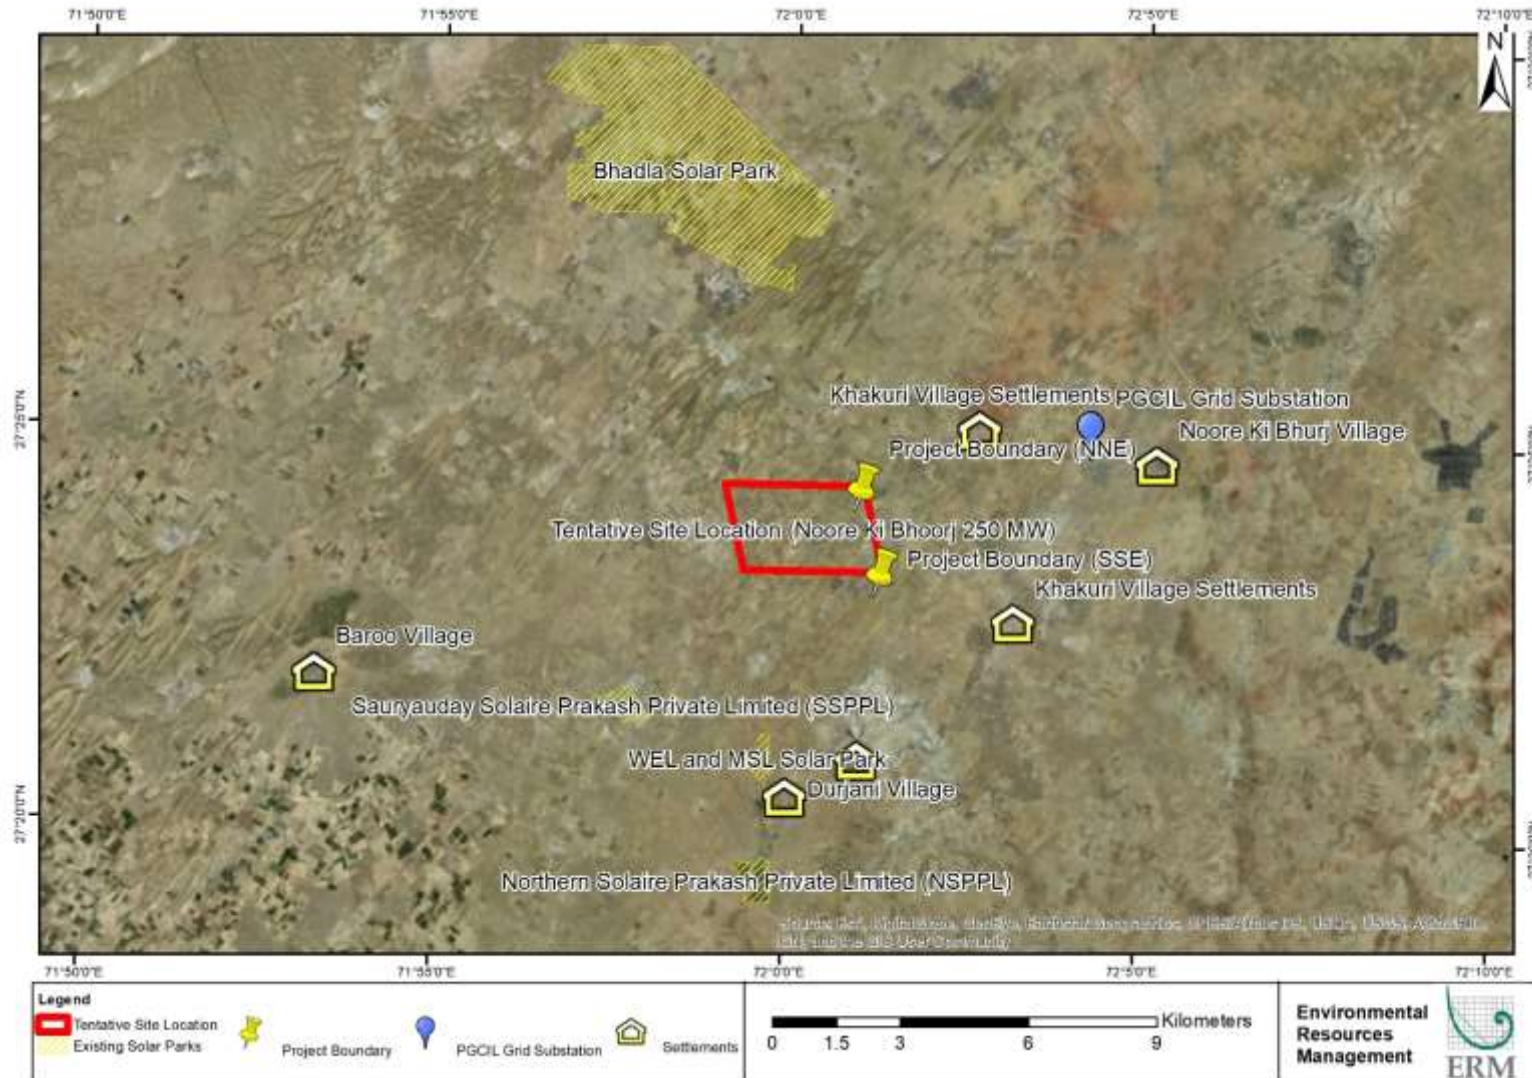 71°50'0"E
71°55'0"E
72°0'0"E
72°5'0"E
72°10'0"E
N
Bhadla Solar Park
27°25'0"N
Khakuri Village Settlements
PGCIL Grid Substation
Noore Ki Bhurj Village
Project Boundary (NNE)
Tentative Site Location (Noore Ki Bhoorj 250 MW)
Project Boundary (SSE)
Khakuri Village Settlements
Baroo Village
Sauryauday Solaire Prakash Private Limited (SSPPL)
WEL and MSL Solar Park
Durjani Village
27°20'0"N
Northern Solaire Prakash Private Limited (NSPPL)
and the GIS User Community
71°50'0"E
71°55'0"E
72°0'0"E
72°5'0"E
72°10'0"E
Legend
Tentative Site Location
Existing Solar Parks
Project Boundary
PGCIL Grid Substation
Settlements
Kilometers
0 1.5 3 6 9
Environmental
Resources
Management
ERM